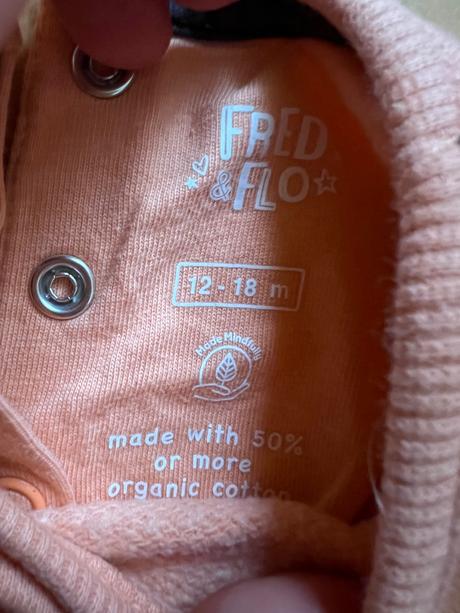 FRED
& FLO
12 - 18 m
Made Mindfully
made with 50%
or more
organic cotton